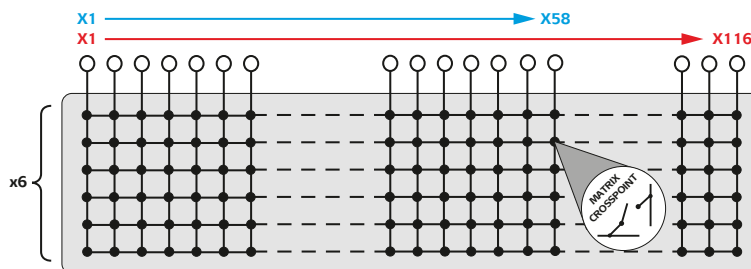 X1 X58
X1 X116
x6
MATRIX
CROSSPOINT